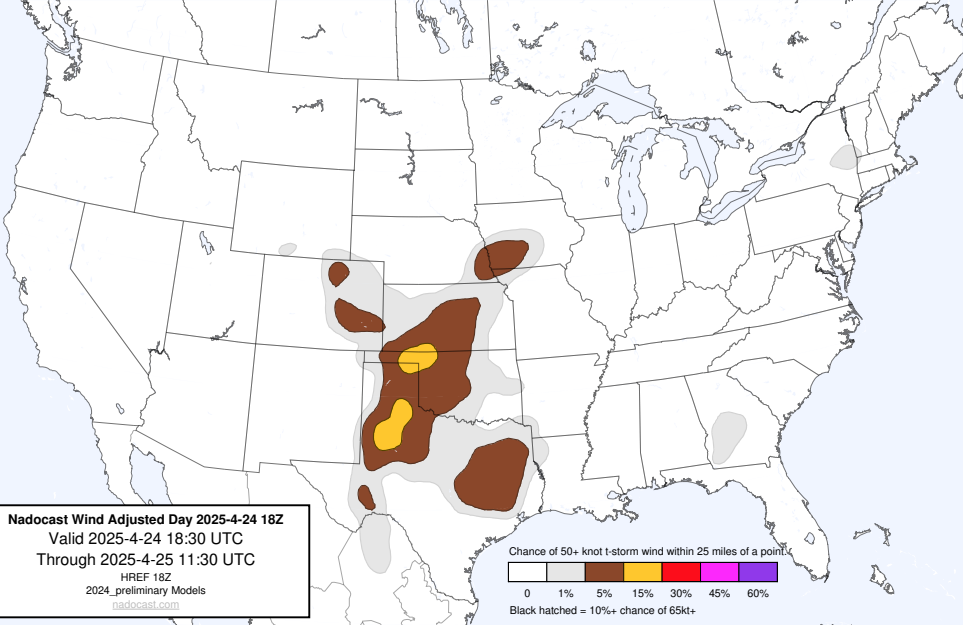 Nadocast Wind Adjusted Day 2025-4-24 18Z
Valid 2025-4-24 18:30 UTC
Through 2025-4-25 11:30 UTC
HREF 18Z
2024_preliminary Models
nadocast.com
Chance of 50+ knot t-storm wind within 25 miles of a point.
0 1% 5% 15% 30% 45% 60%
Black hatched = 10%+ chance of 65kt+